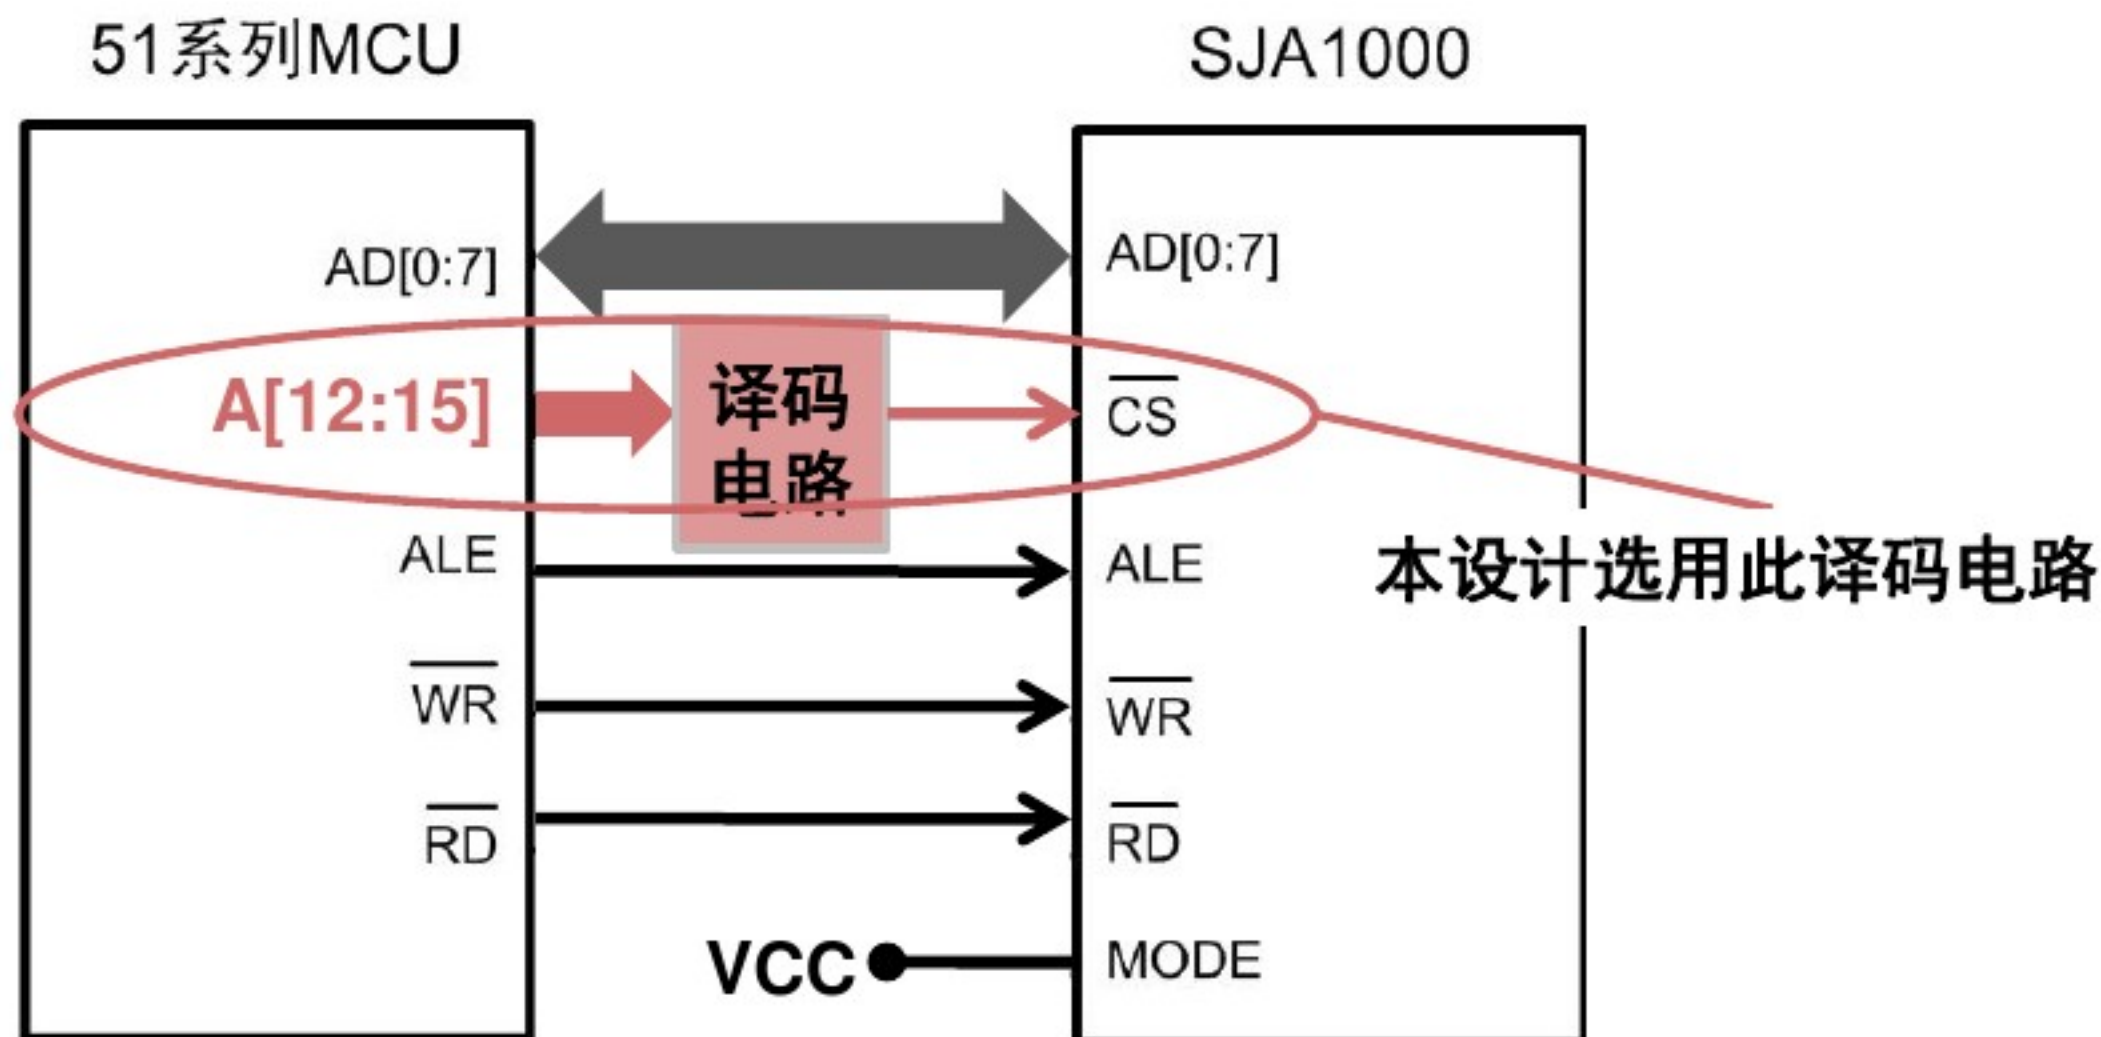 51系列MCU
SJA1000
AD[0:7]
AD[0:7]
A[12:15]
译码
电路
CS
ALE
ALE
本设计选用此译码电路
WR
WR
RD
RD
VCC
MODE